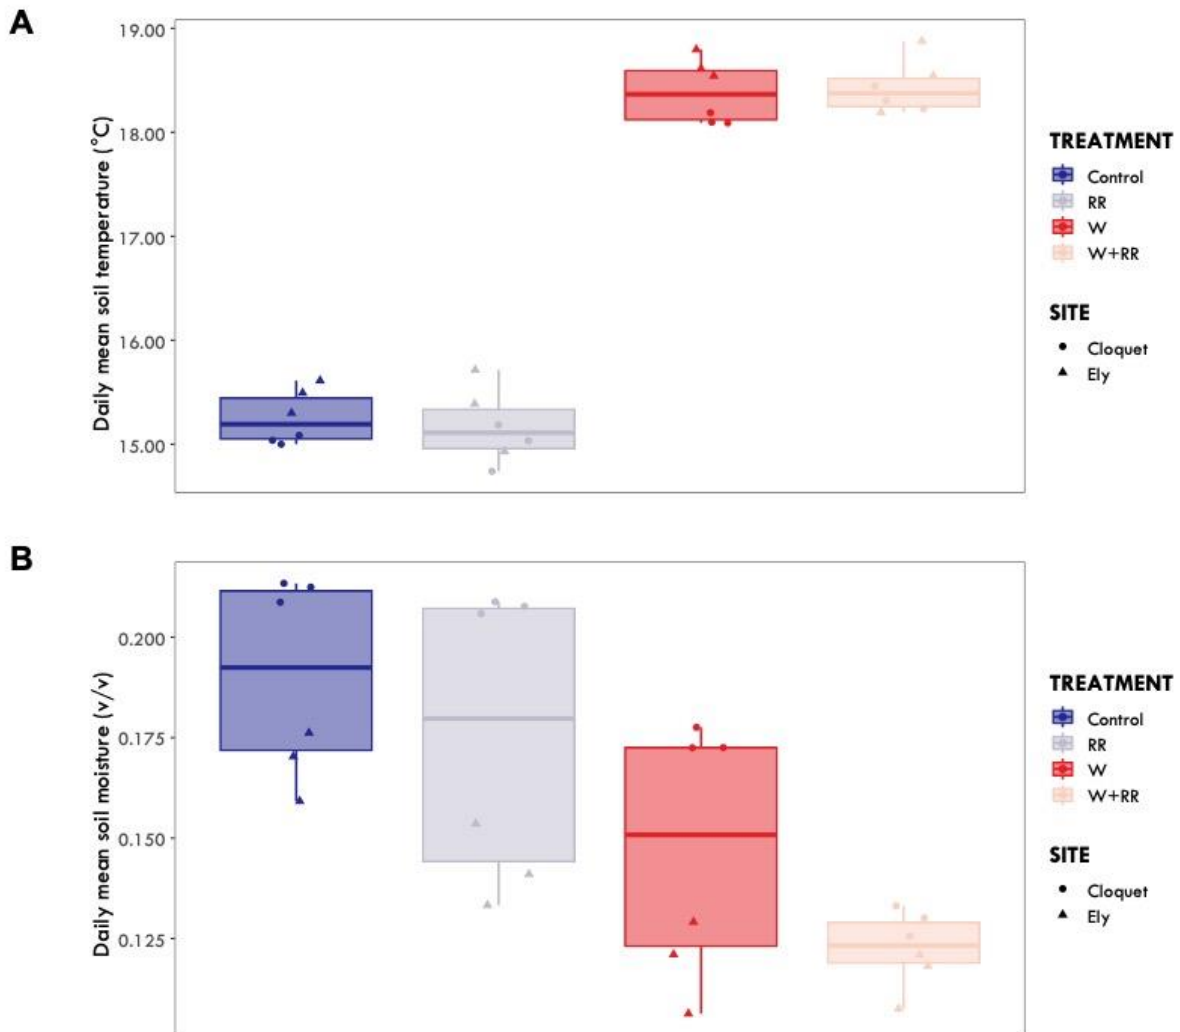 A
Daily mean soil temperature (°C)
19.00
18.00
17.00
16.00
15.00
TREATMENT
Control
RR
W
W+RR
SITE
Cloquet
Ely
B
Daily mean soil moisture (v/v)
0.200
0.175
0.150
0.125
TREATMENT
Control
RR
W
W+RR
SITE
Cloquet
Ely